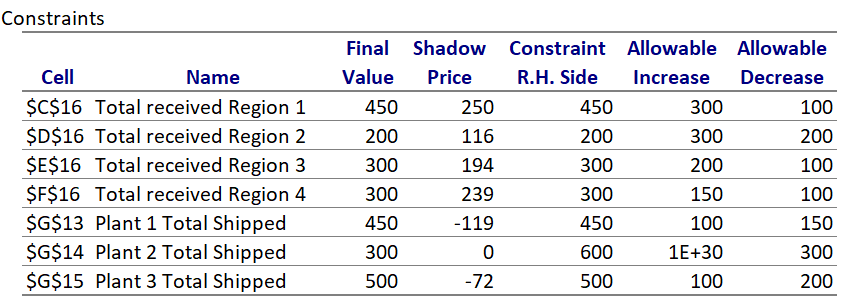 Constraints
Final Shadow Constraint Allowable Allowable
Cell Name Value Price R.H. Side Increase Decrease
$C$16 Total received Region 1 450 250 450 300 100
$D$16 Total received Region 2 200 116 200 300 200
$E$16 Total received Region 3 300 194 300 200 100
$F$16 Total received Region 4 300 239 300 150 100
$G$13 Plant 1 Total Shipped 450 -119 450 100 150
$G$14 Plant 2 Total Shipped 300 0 600 1E+30 300
$G$15 Plant 3 Total Shipped 500 -72 500 100 200